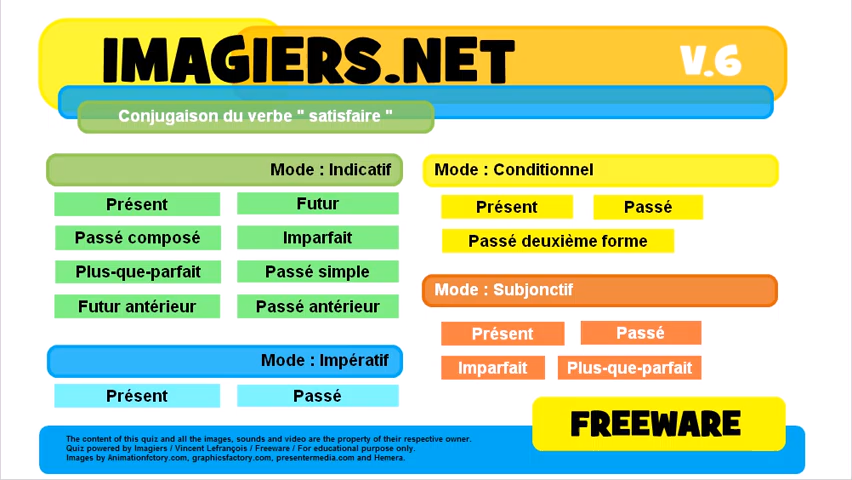 IMAGIERS.NET
V.6
Conjugaison du verbe " satisfaire "
Mode : Indicatif
Présent
Futur
Passé composé
Imparfait
Plus-que-parfait
Passé simple
Futur antérieur
Passé antérieur
Mode : Impératif
Présent
Passé
Mode : Conditionnel
Présent
Passé
Passé deuxième forme
Mode : Subjonctif
Présent
Passé
Imparfait
Plus-que-parfait
FREEWARE
The content of this quiz and all the images, sounds and video are the property of their respective owner.
Quiz powered by Imagiers / Vincent Lefrançois / Freeware / For educational purpose only.
Images by Animationfctory.com, graphicsfactory.com, presentermedia.com and Hemera.